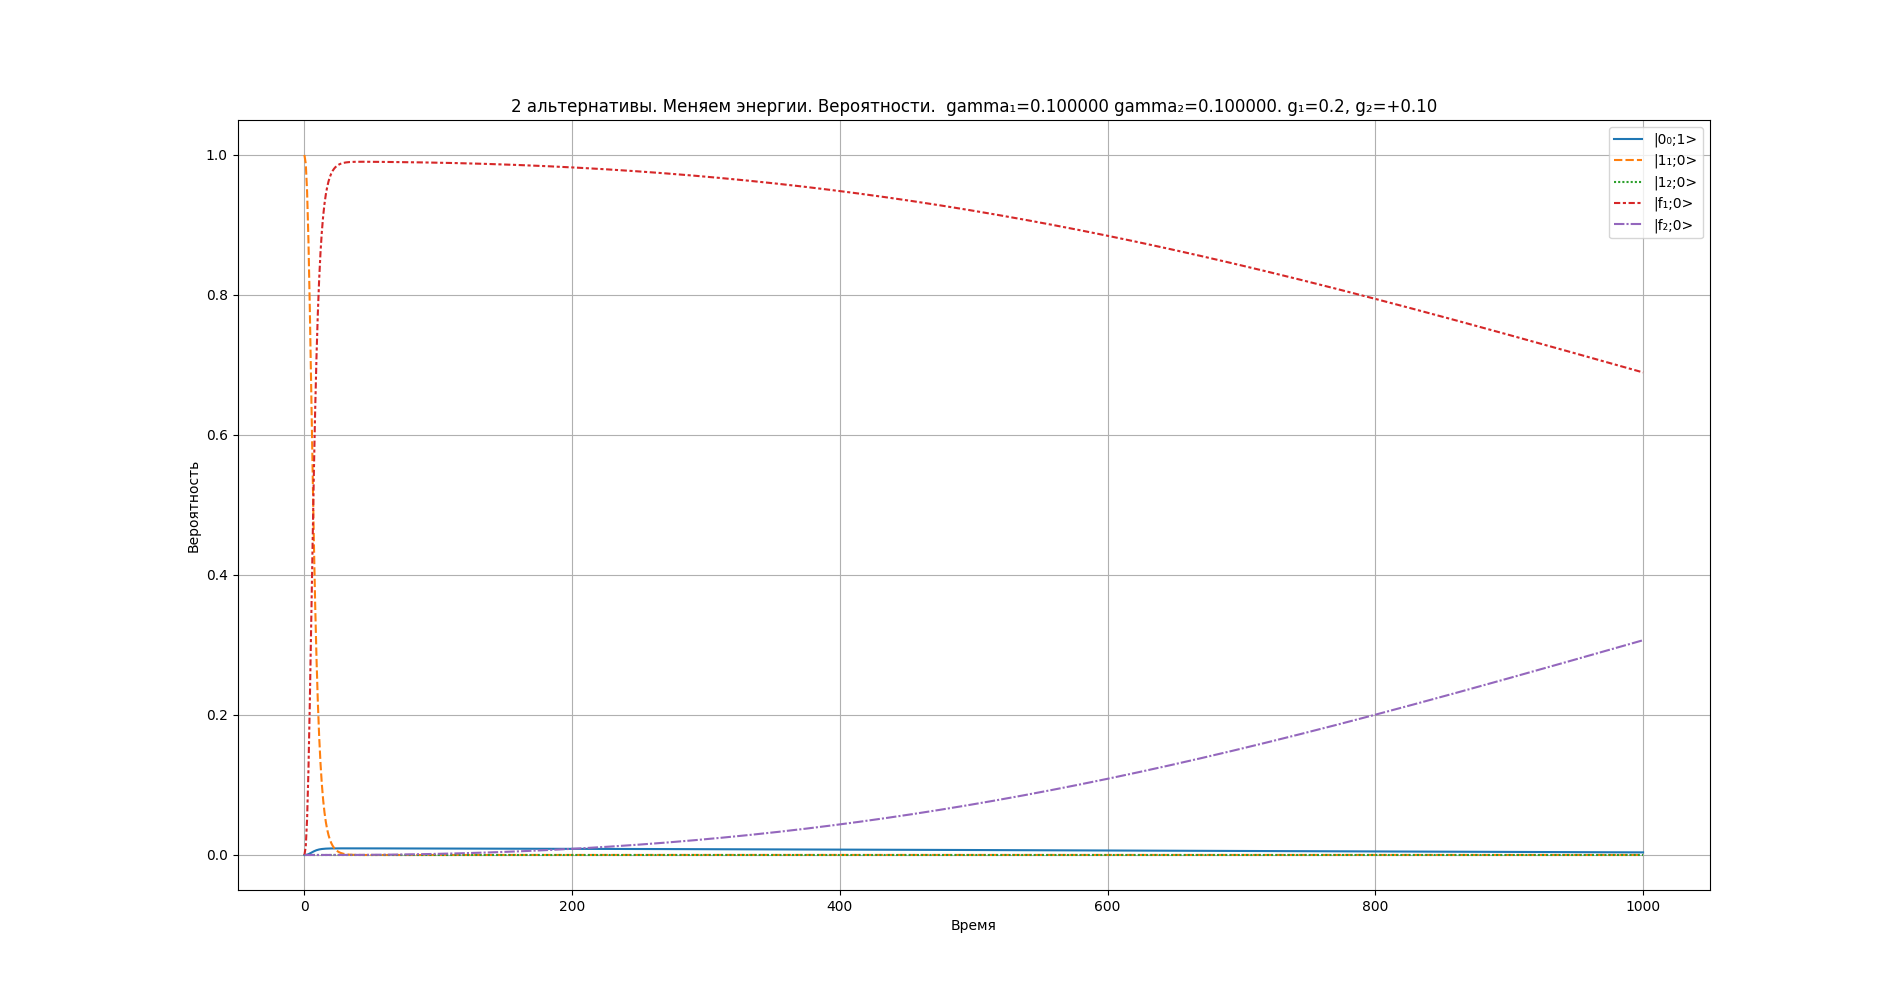 2 альтернативы. Меняем энергии. Вероятности.  gamma₁=0.100000 gamma₂=0.100000. g₁=0.2, g₂=+0.10
|0₀;1>
|1₁;0>
|1₂;0>
|f₁;0>
|f₂;0>
Вероятность
1.0
0.8
0.6
0.4
0.2
0.0
0 200 400 600 800 1000
Время